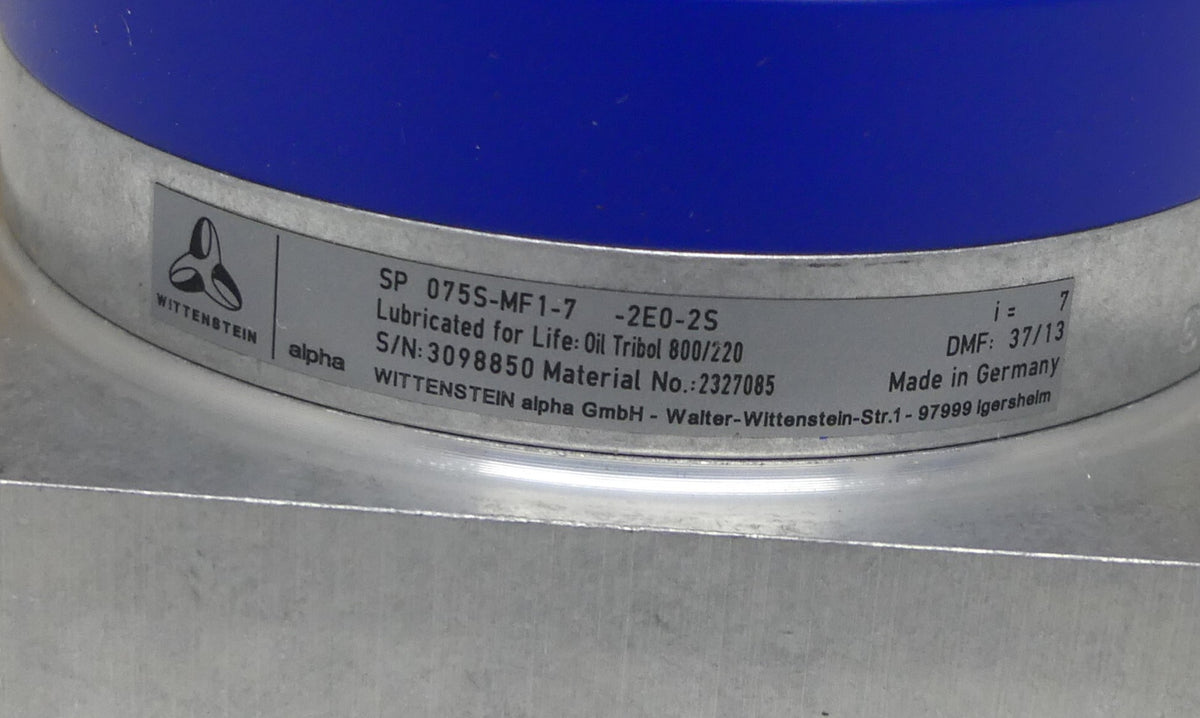 WITTENSTEIN
alpha
SP 075S-MF1-7 -2E0-2S i = 7
Lubricated for Life: Oil Tribol 800/220 DMF: 37/13
S/N: 3098850 Material No.: 2327085 Made in Germany
WITTENSTEIN alpha GmbH - Walter-Wittenstein-Str.1 - 97999 Igersheim